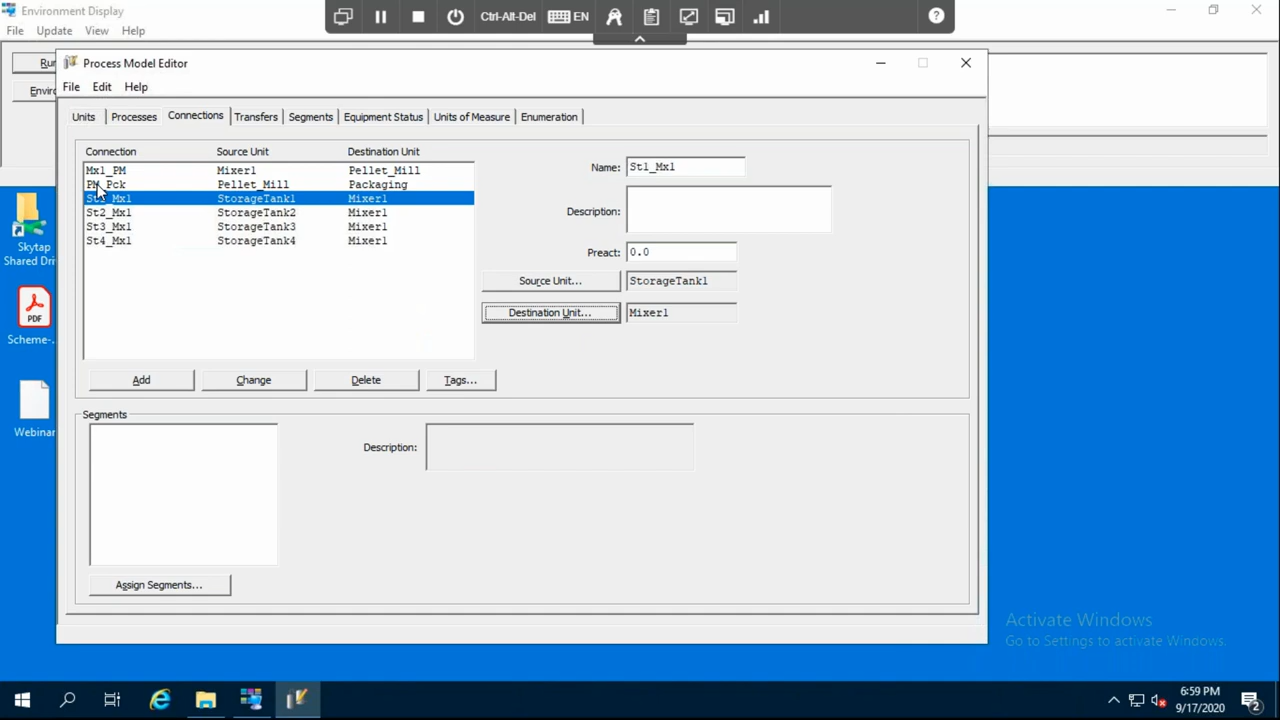 Environment Display
File Update View Help
Ctrl-Alt-Del EN
Process Model Editor
File Edit Help
Units Processes Connections Transfers Segments Equipment Status Units of Measure Enumeration
Connection Source Unit Destination Unit
Mx1_PM Mixer1 Pellet_Mill
PM_Pck Pellet_Mill Packaging
St1_Mx1 StorageTank1 Mixer1
St2_Mx1 StorageTank2 Mixer1
St3_Mx1 StorageTank3 Mixer1
St4_Mx1 StorageTank4 Mixer1
Name: St1_Mx1
Description:
Preact: 0.0
Source Unit... StorageTank1
Destination Unit... Mixer1
Add Change Delete Tags...
Segments
Description:
Assign Segments...
Skytap
Shared Dri
PDF
Scheme-..
Webinar
Activate Windows
Go to Settings to activate Windows.
6:59 PM
9/17/2020
2